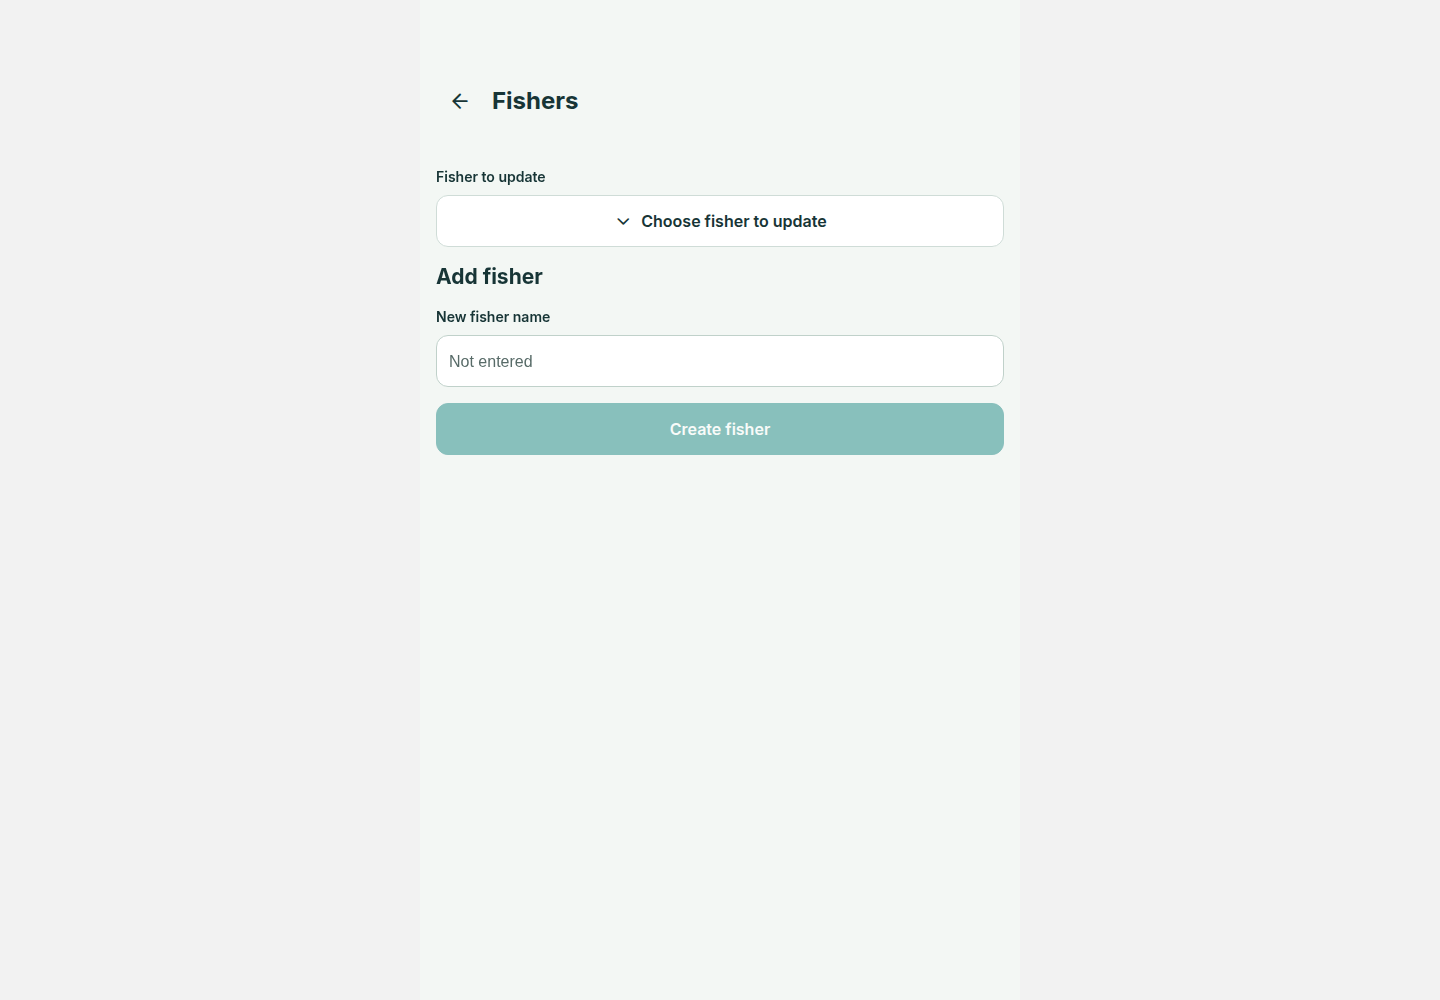 Fishers
Fisher to update
Choose fisher to update
Add fisher
New fisher name
Not entered
Create fisher